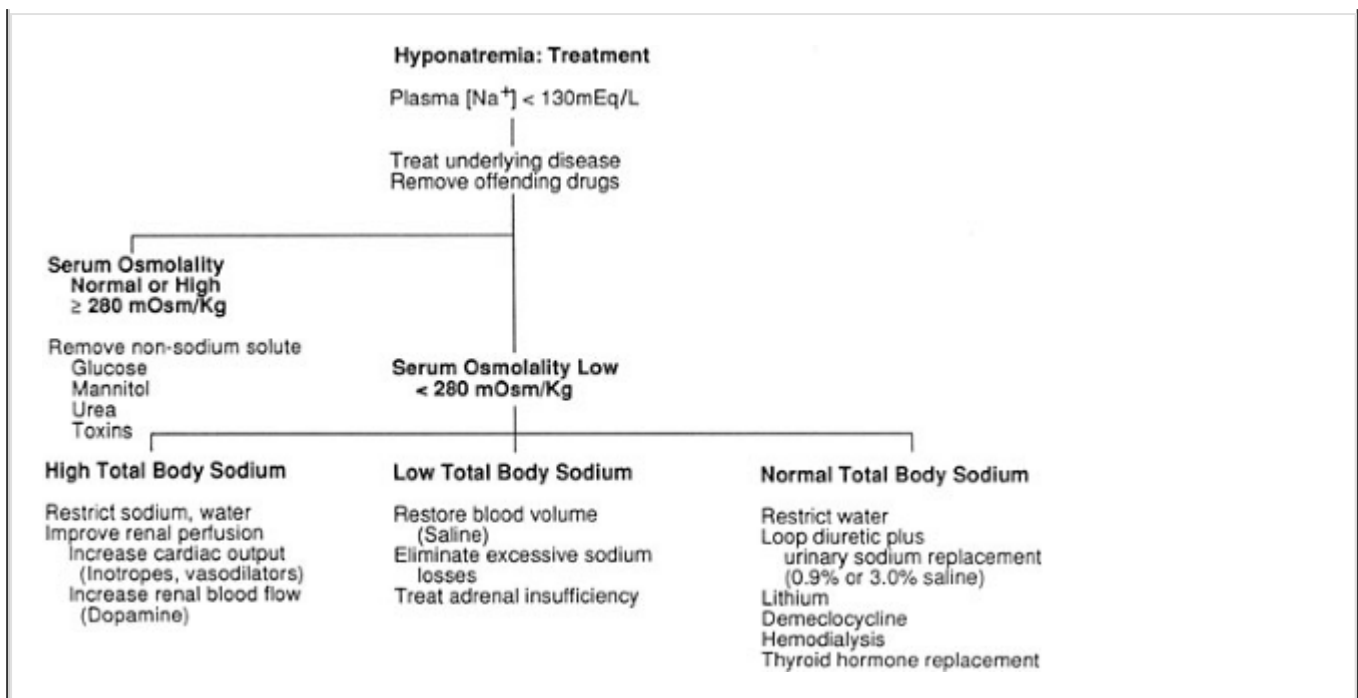 Hyponatremia: Treatment
Plasma [Na+] < 130mEq/L
Treat underlying disease
Remove offending drugs
Serum Osmolality
Normal or High
≥ 280 mOsm/Kg
Remove non-sodium solute
Glucose
Mannitol
Urea
Toxins
Serum Osmolality Low
< 280 mOsm/Kg
High Total Body Sodium
Restrict sodium, water
Improve renal perfusion
Increase cardiac output
(Inotropes, vasodilators)
Increase renal blood flow
(Dopamine)
Low Total Body Sodium
Restore blood volume
(Saline)
Eliminate excessive sodium
losses
Treat adrenal insufficiency
Normal Total Body Sodium
Restrict water
Loop diuretic plus
urinary sodium replacement
(0.9% or 3.0% saline)
Lithium
Demeclocycline
Hemodialysis
Thyroid hormone replacement